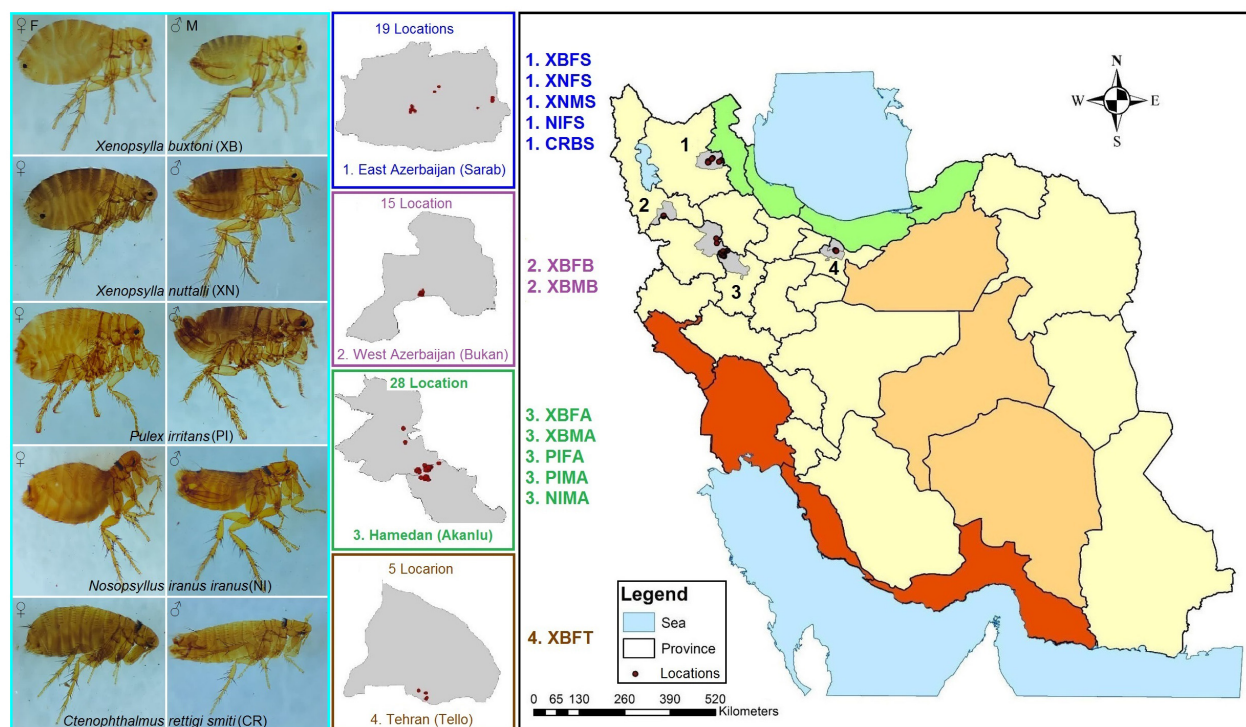 ♀ F
♂ M
Xenopsylla buxtoni (XB)
♀
♂
Xenopsylla nuttalli (XN)
♀
♂
Pulex irritans (PI)
♀
♂
Nosopsyllus iranus iranus (NI)
♀
♂
Ctenophthalmus rettigi smiti (CR)
19 Locations
1. East Azerbaijan (Sarab)
15 Location
2. West Azerbaijan (Bukan)
28 Location
3. Hamedan (Akanlu)
5 Locarion
4. Tehran (Tello)
1. XBFS
1. XNFS
1. XNMS
1. NIFS
1. CRBS
2. XBFB
2. XBMB
3. XBFA
3. XBMA
3. PIFA
3. PIMA
3. NIMA
4. XBFT
N
W E
S
1
2
3
4
Legend
Sea
Province
Locations
0 65 130 260 390 520
Kilometers